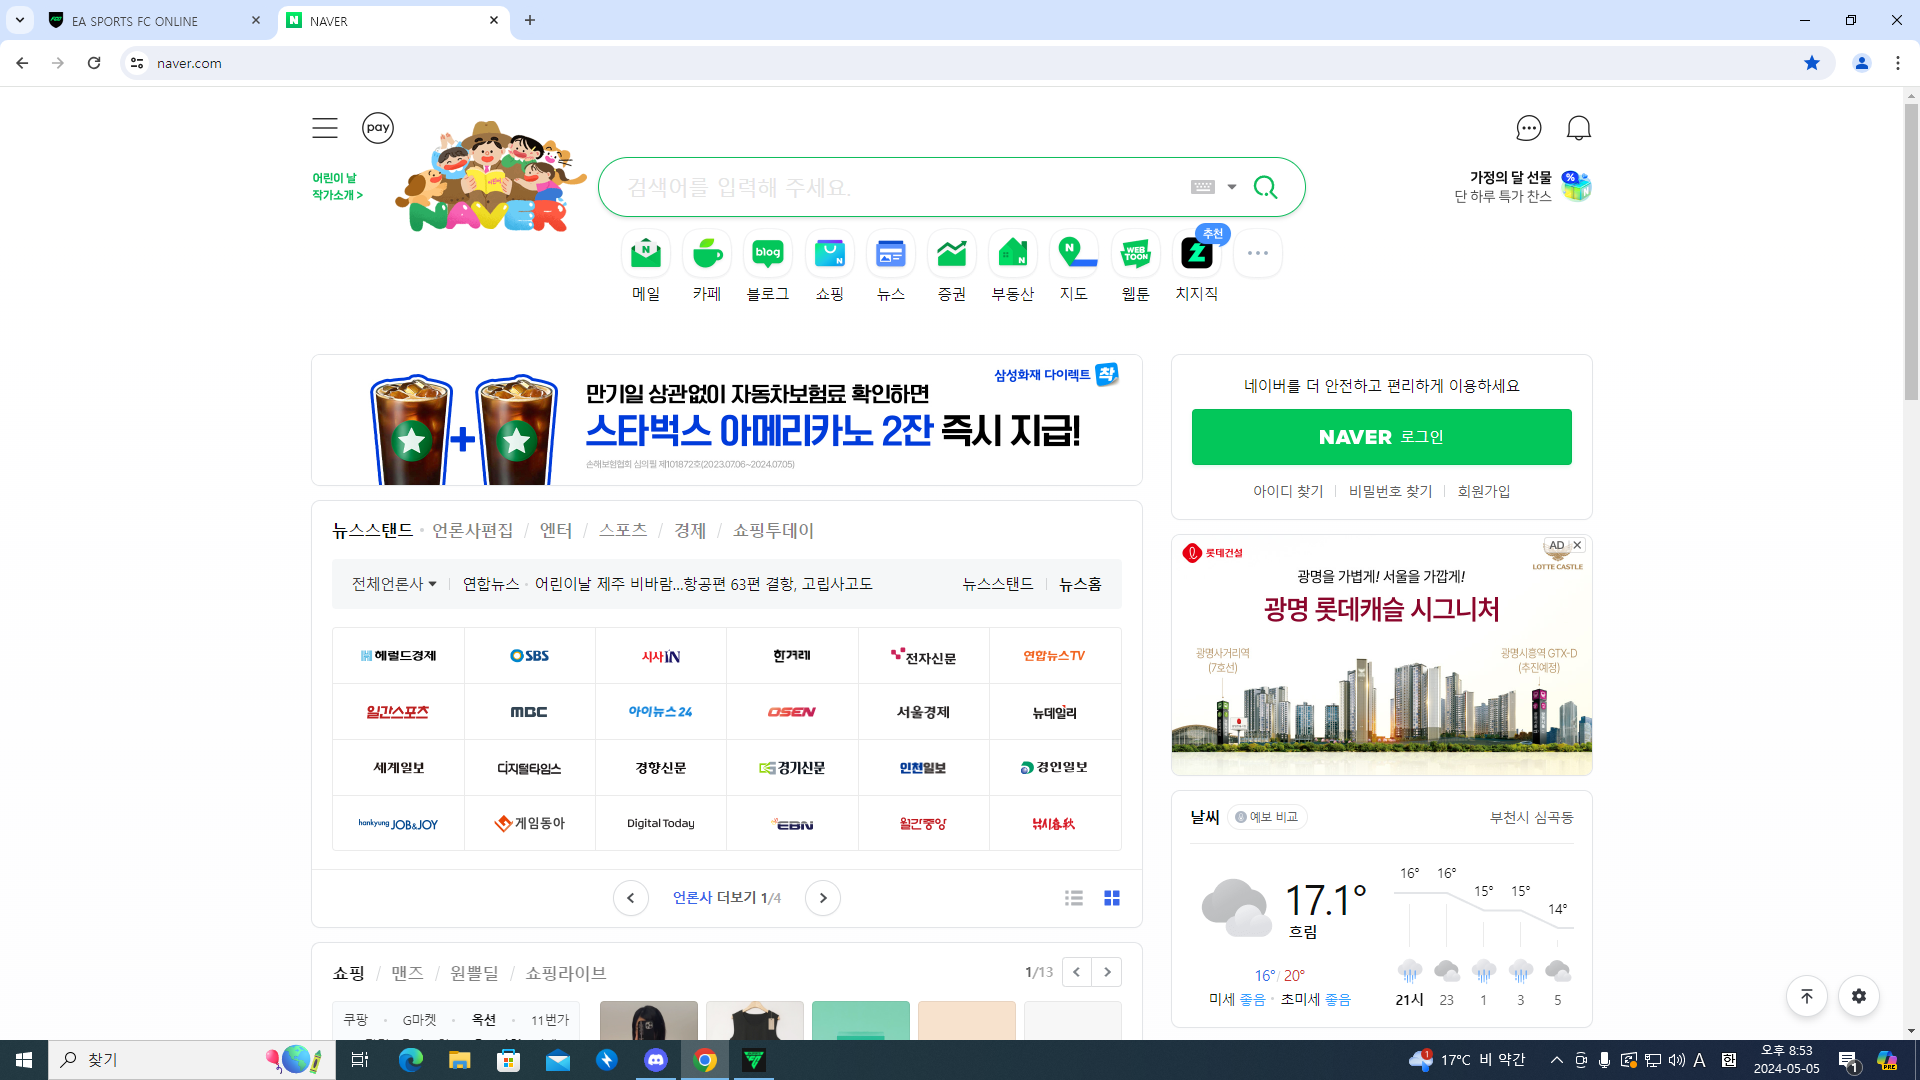 EA SPORTS FC ONLINE
NAVER
naver.com
pay
어린이 날
작가소개 >
NAVER
검색어를 입력해 주세요.
가정의 달 선물
단 하루 특가 찬스
추천
blog
WEB
TOON
메일
카페
블로그
쇼핑
뉴스
증권
부동산
지도
웹툰
치지직
삼성화재 다이렉트 착
만기일 상관없이 자동차보험료 확인하면
스타벅스 아메리카노 2잔 즉시 지급!
손해보험협회 심의필 제101872호(2023.07.06~2024.07.05)
네이버를 더 안전하고 편리하게 이용하세요
NAVER 로그인
아이디 찾기
비밀번호 찾기
회원가입
뉴스스탠드 · 언론사편집 / 엔터 / 스포츠 / 경제 / 쇼핑투데이
전체언론사
연합뉴스 · 어린이날 제주 비바람...항공편 63편 결항, 고립사고도
뉴스스탠드
뉴스홈
헤럴드경제
SBS
시사IN
한겨레
전자신문
연합뉴스TV
일간스포츠
MBC
아이뉴스24
OSEN
서울경제
뉴데일리
세계일보
디지털타임스
경향신문
경기신문
인천일보
경인일보
hankyung JOB&JOY
게임동아
Digital Today
EBN
월간중앙
낚시春秋
언론사 더보기 1/4
롯데건설
AD
LOTTE CASTLE
광명을 가볍게! 서울을 가깝게!
광명 롯데캐슬 시그니처
광명사거리역
(7호선)
광명시흥역 GTX-D
(추진예정)
날씨
예보 비교
부천시 심곡동
17.1°
흐림
16° / 20°
미세 좋음 · 초미세 좋음
16° 16° 15° 15° 14°
21시 23 1 3 5
쇼핑 / 맨즈 / 원쁠딜 / 쇼핑라이브
1/13
쿠팡 · G마켓 · 옥션 · 11번가
찾기
17°C 비 약간
A
한
오후 8:53
2024-05-05
1